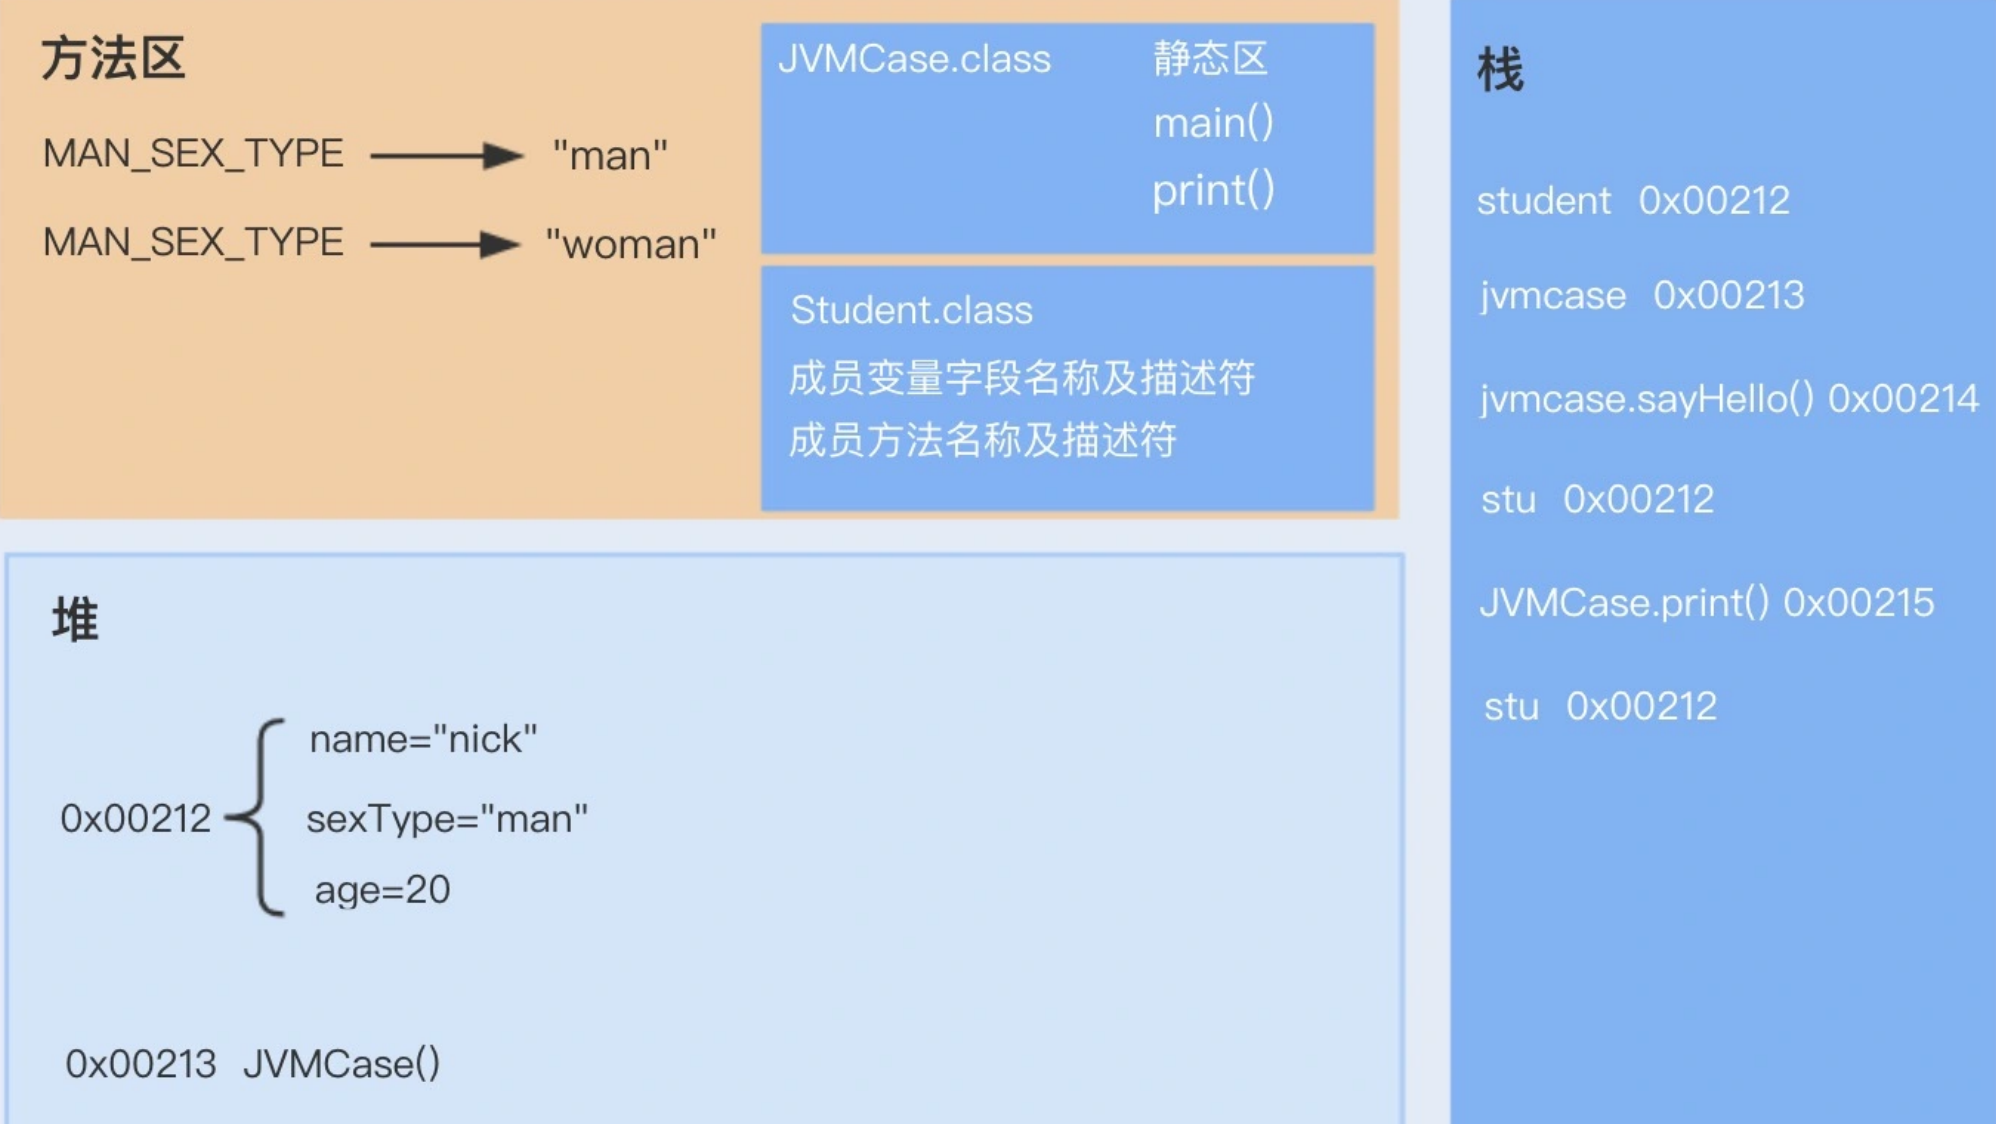 方法区
MAN_SEX_TYPE "man"
MAN_SEX_TYPE "woman"
JVMCase.class 静态区
main()
print()
Student.class
成员变量字段名称及描述符
成员方法名称及描述符
堆
name="nick"
0x00212 sexType="man"
age=20
0x00213 JVMCase()
栈
student 0x00212
jvmcase 0x00213
jvmcase.sayHello() 0x00214
stu 0x00212
JVMCase.print() 0x00215
stu 0x00212